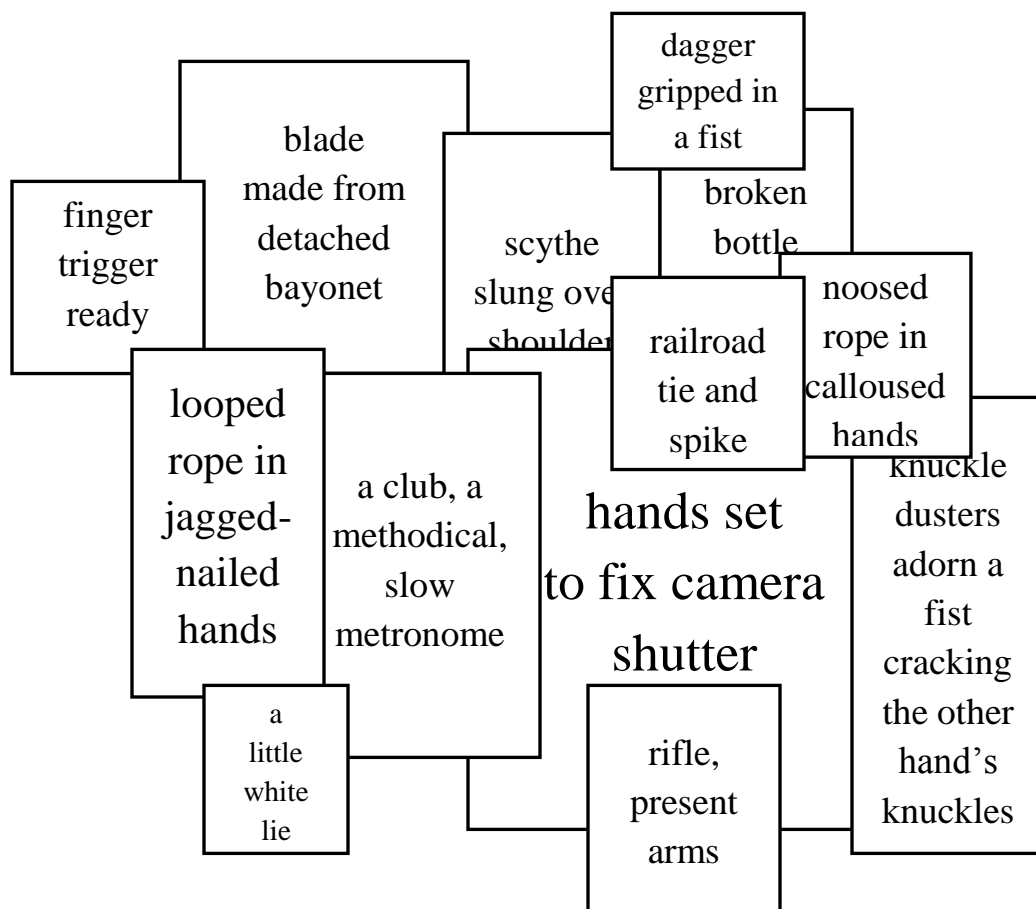 dagger
gripped in
a fist
blade
made from
detached
bayonet
finger
trigger
ready
scythe
slung over
shoulder
broken
bottle
noosed
rope in
calloused
hands
railroad
tie and
spike
looped
rope in
jagged-
nailed
hands
a club, a
methodical,
slow
metronome
hands set
to fix camera
shutter
knuckle
dusters
adorn a
fist
cracking
the other
hand’s
knuckles
a
little
white
lie
rifle,
present
arms